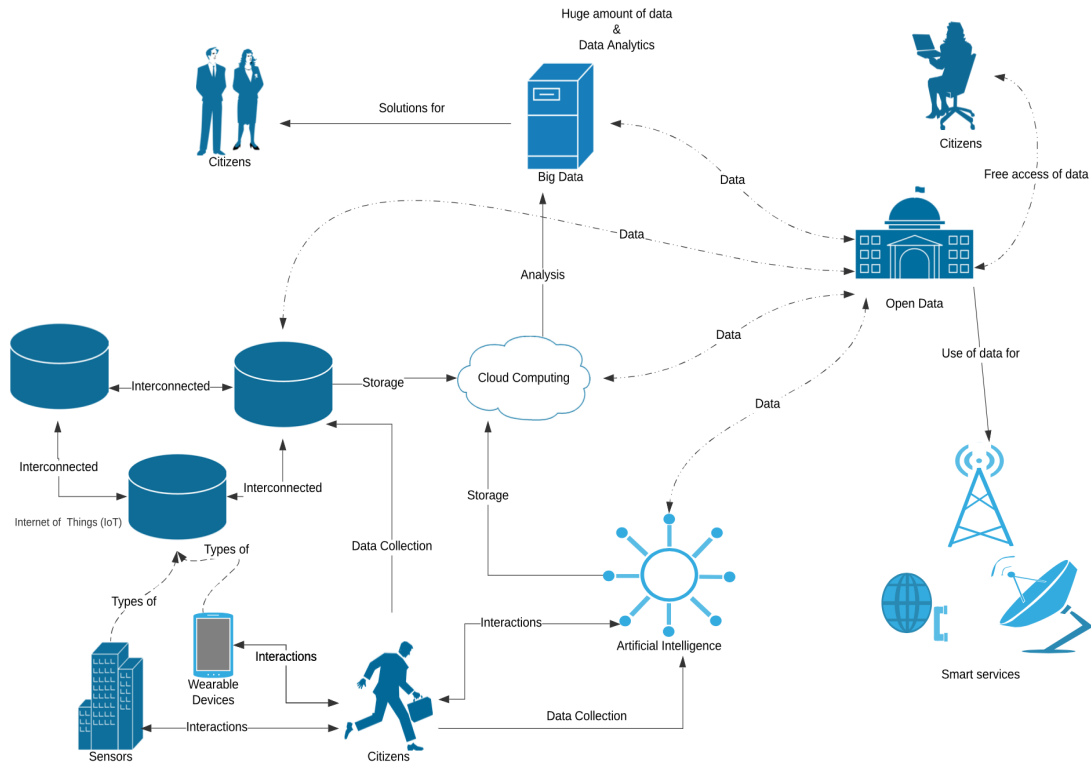 Huge amount of data
&
Data Analytics
Solutions for
Citizens
Big Data
Citizens
Free access of data
Data
Data
Analysis
Open Data
Data
Use of data for
Cloud Computing
Interconnected
Storage
Data
Interconnected
Interconnected
Storage
Internet of Things (IoT)
Types of
Data Collection
Types of
Interactions
Artificial Intelligence
Interactions
Wearable
Devices
Smart services
Data Collection
Interactions
Sensors
Citizens